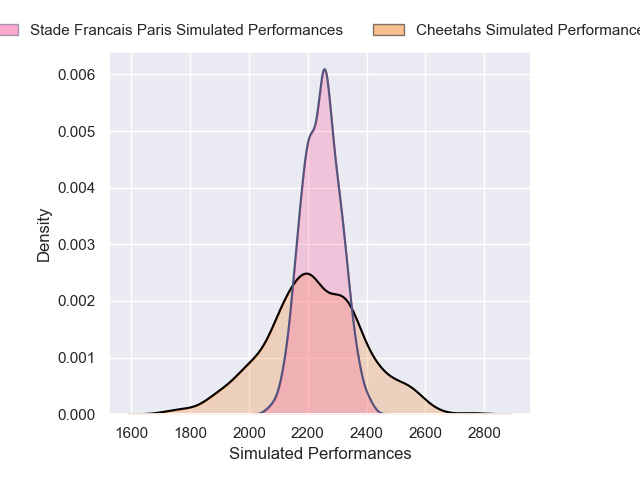 Stade Francais Paris Simulated Performances Cheetahs Simulated Performance
0.006
0.005
0.004
0.003
0.002
0.001
0.000
Density
1600 1800 2000 2200 2400 2600 2800
Simulated Performances